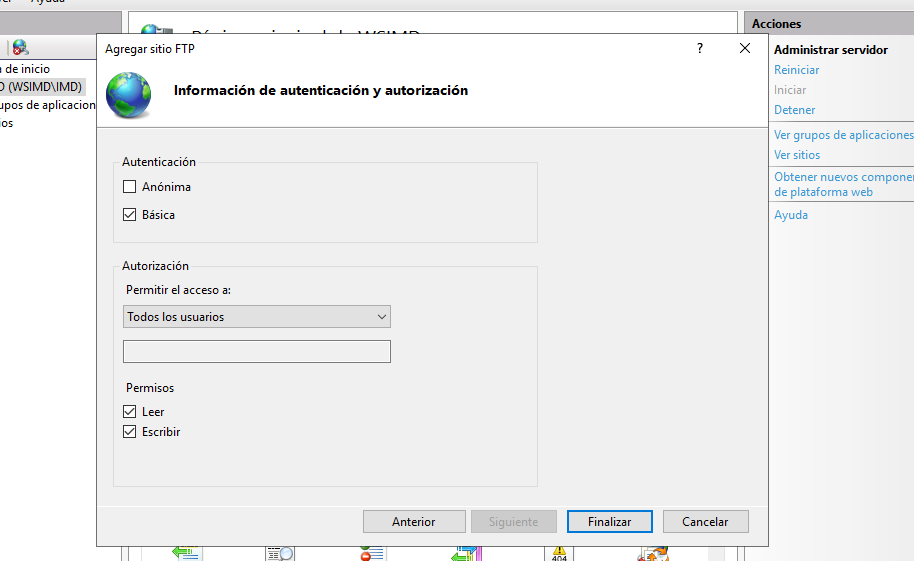 Ayuda
Agregar sitio FTP
?
Información de autenticación y autorización
n de inicio
O (WSIMD\IMD)
upos de aplicacion
ios
Autenticación
Anónima
Básica
Autorización
Permitir el acceso a:
Todos los usuarios
Permisos
Leer
Escribir
Anterior
Siguiente
Finalizar
Cancelar
404
Acciones
Administrar servidor
Reiniciar
Iniciar
Detener
Ver grupos de aplicaciones
Ver sitios
Obtener nuevos componen
de plataforma web
Ayuda